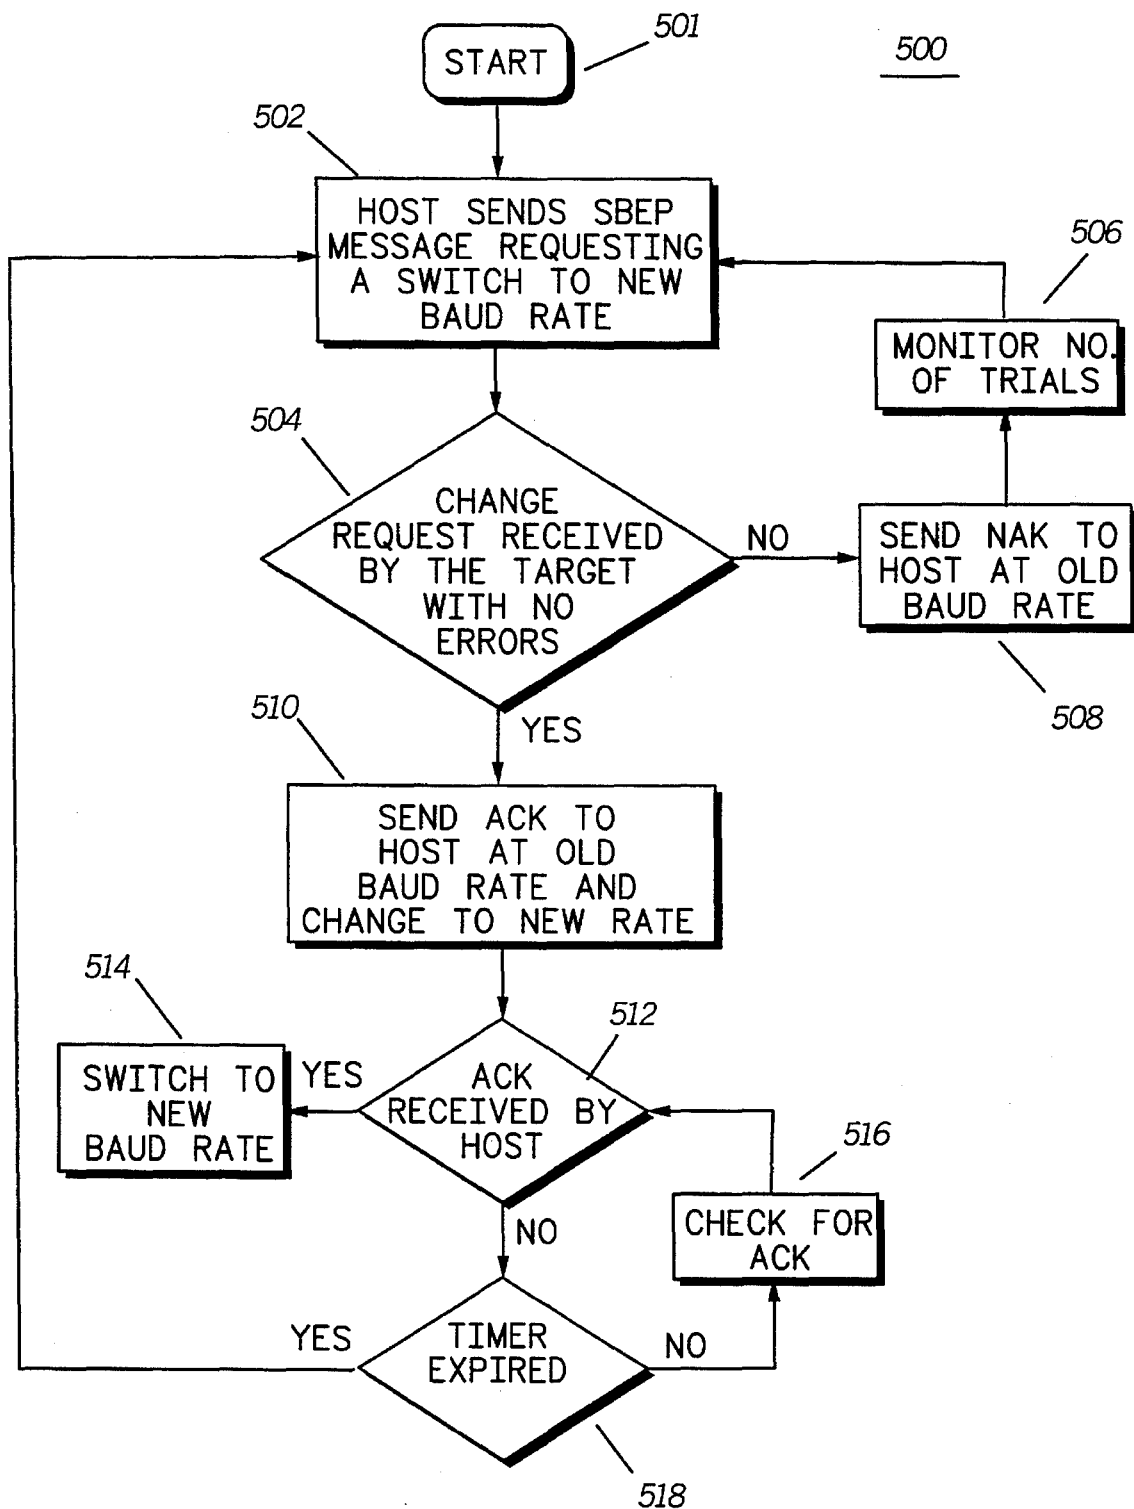 501
500
START
502
HOST SENDS SBEP
MESSAGE REQUESTING
A SWITCH TO NEW
BAUD RATE
506
MONITOR NO.
OF TRIALS
504
CHANGE
REQUEST RECEIVED
BY THE TARGET
WITH NO
ERRORS
NO
SEND NAK TO
HOST AT OLD
BAUD RATE
508
YES
510
SEND ACK TO
HOST AT OLD
BAUD RATE AND
CHANGE TO NEW RATE
514
512
SWITCH TO
NEW
BAUD RATE
YES
ACK
RECEIVED BY
HOST
516
CHECK FOR
ACK
NO
YES
TIMER
EXPIRED
NO
518